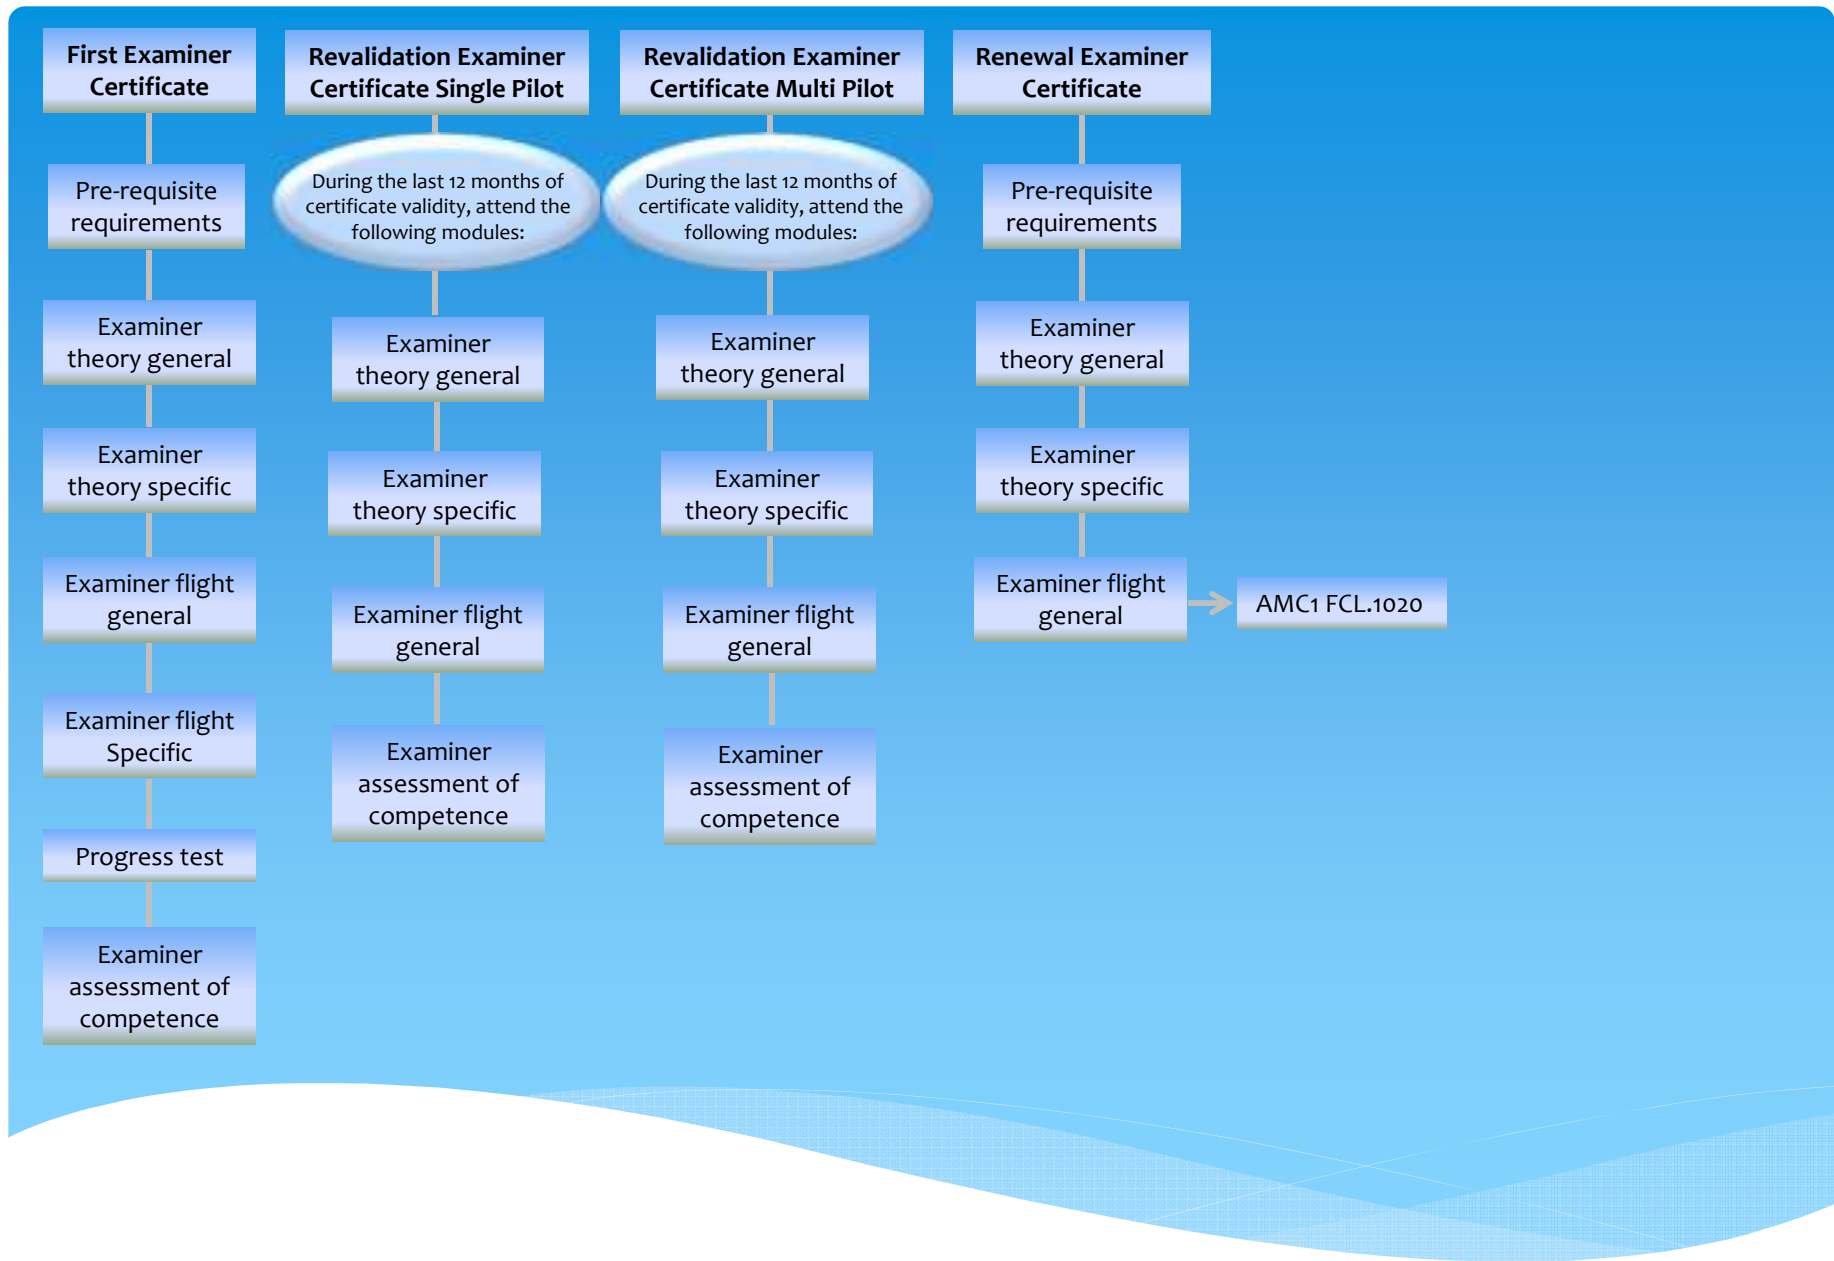 First Examiner
Certificate
Pre-requisite
requirements
Examiner
theory general
Examiner
theory specific
Examiner flight
general
Examiner flight
Specific
Progress test
Examiner
assessment of
competence
Revalidation Examiner
Certificate Single Pilot
During the last 12 months of
certificate validity, attend the
following modules:
Examiner
theory general
Examiner
theory specific
Examiner flight
general
Examiner
assessment of
competence
Revalidation Examiner
Certificate Multi Pilot
During the last 12 months of
certificate validity, attend the
following modules:
Examiner
theory general
Examiner
theory specific
Examiner flight
general
Examiner
assessment of
competence
Renewal Examiner
Certificate
Pre-requisite
requirements
Examiner
theory general
Examiner
theory specific
Examiner flight
general
AMC1 FCL.1020